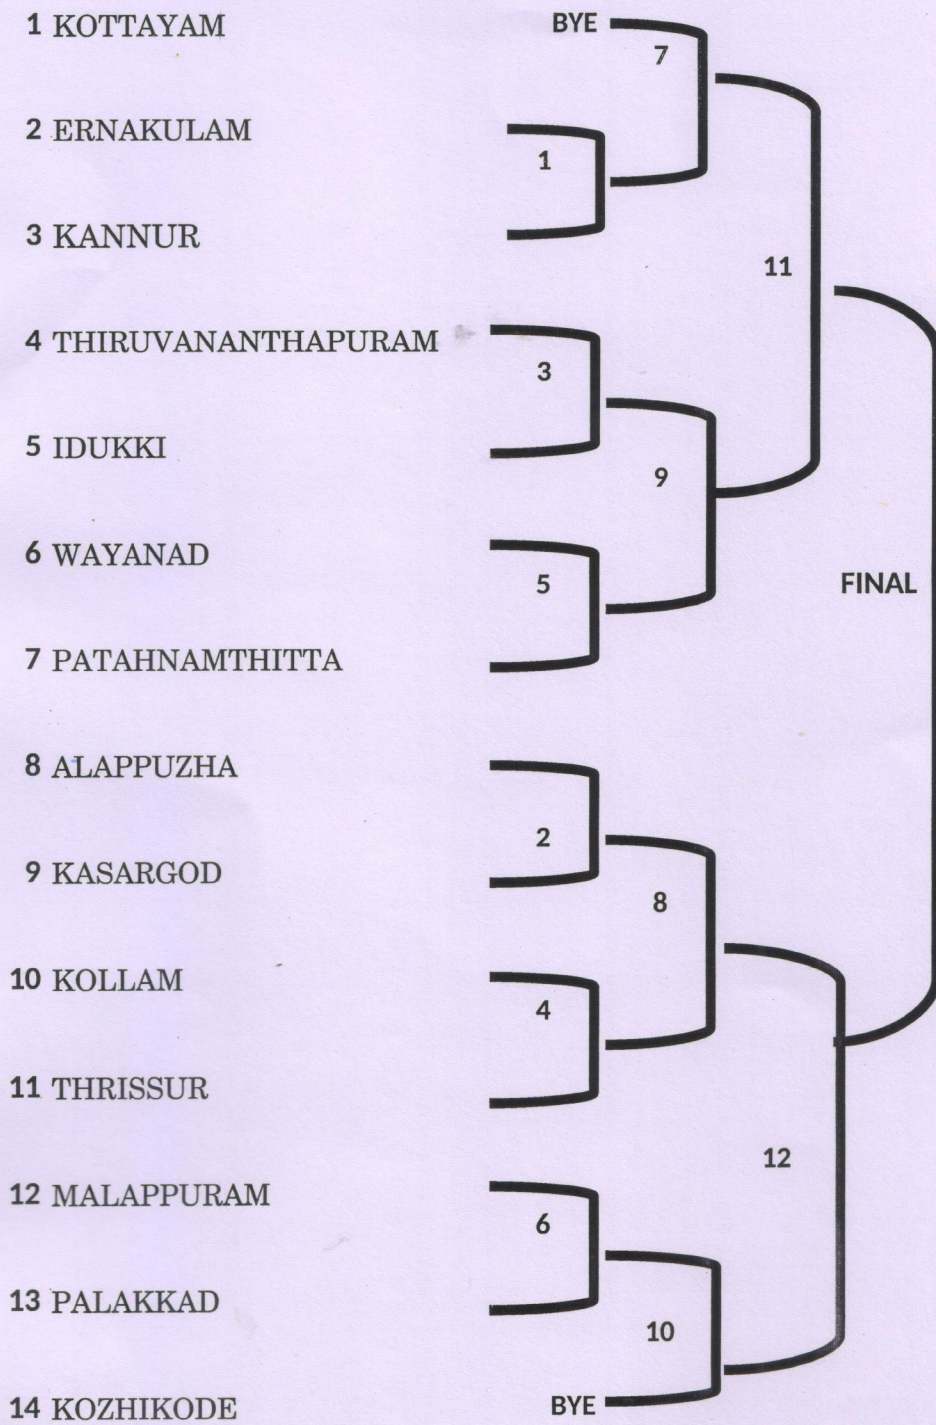 1 KOTTAYAM BYE
7
2 ERNAKULAM
1
3 KANNUR
11
4 THIRUVANANTHAPURAM
3
5 IDUKKI
9
6 WAYANAD
5
FINAL
7 PATAHNAMTHITTA
8 ALAPPUZHA
2
9 KASARGOD
8
10 KOLLAM
4
11 THRISSUR
12
12 MALAPPURAM
6
13 PALAKKAD
10
14 KOZHIKODE BYE